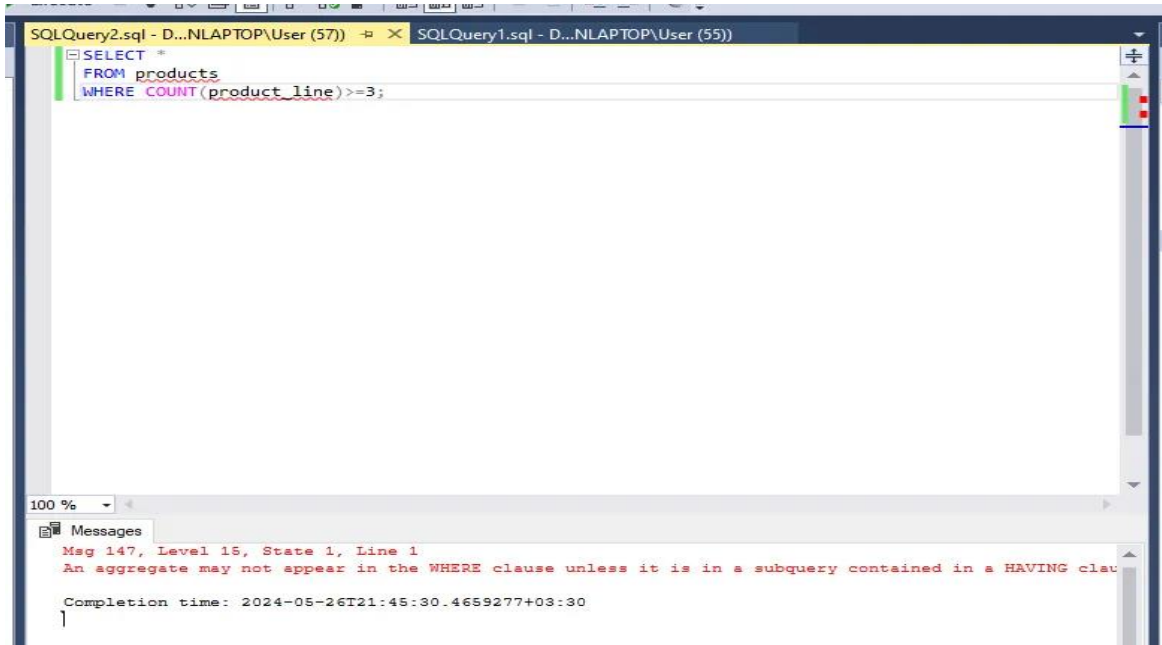 SQLQuery2.sql - D...NLAPTOP\User (57))
SQLQuery1.sql - D...NLAPTOP\User (55))
SELECT *
FROM products
WHERE COUNT(product_line)>=3;
100 %
Messages
Msg 147, Level 15, State 1, Line 1
An aggregate may not appear in the WHERE clause unless it is in a subquery contained in a HAVING clau
Completion time: 2024-05-26T21:45:30.4659277+03:30